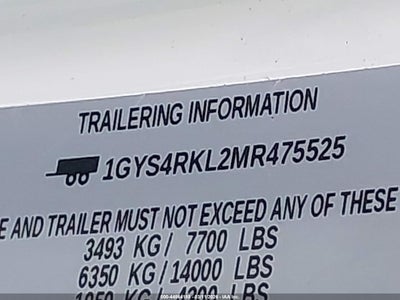 TRAILERING INFORMATION
1GYS4RKL2MR475525
E AND TRAILER MUST NOT EXCEED ANY OF THESE
3493 KG / 7700 LBS
6350 KG / 14000 LBS
LBS